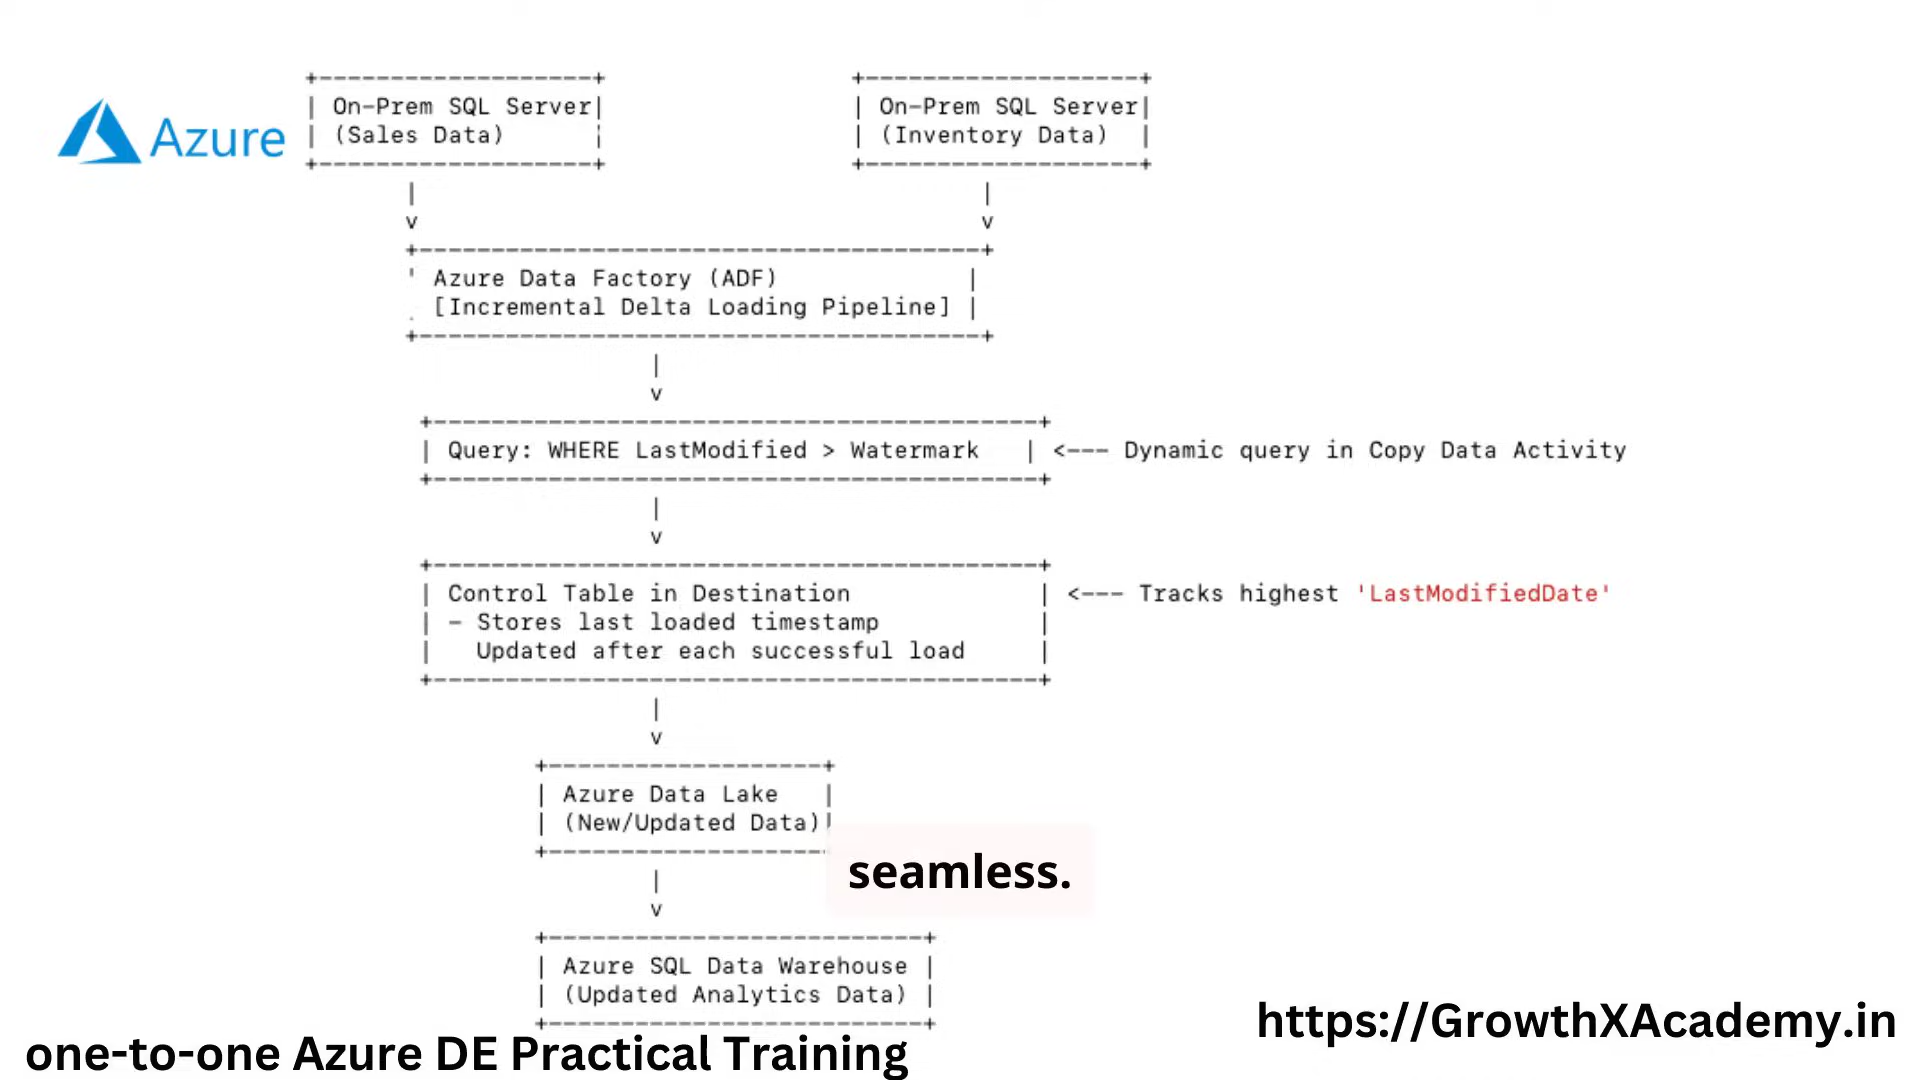 Azure
On-Prem SQL Server
(Sales Data)
On-Prem SQL Server
(Inventory Data)
Azure Data Factory (ADF)
[Incremental Delta Loading Pipeline]
Query: WHERE LastModified > Watermark <--- Dynamic query in Copy Data Activity
Control Table in Destination <--- Tracks highest 'LastModifiedDate'
- Stores last loaded timestamp
Updated after each successful load
Azure Data Lake
(New/Updated Data)
seamless.
Azure SQL Data Warehouse
(Updated Analytics Data)
https://GrowthXAcademy.in
one-to-one Azure DE Practical Training